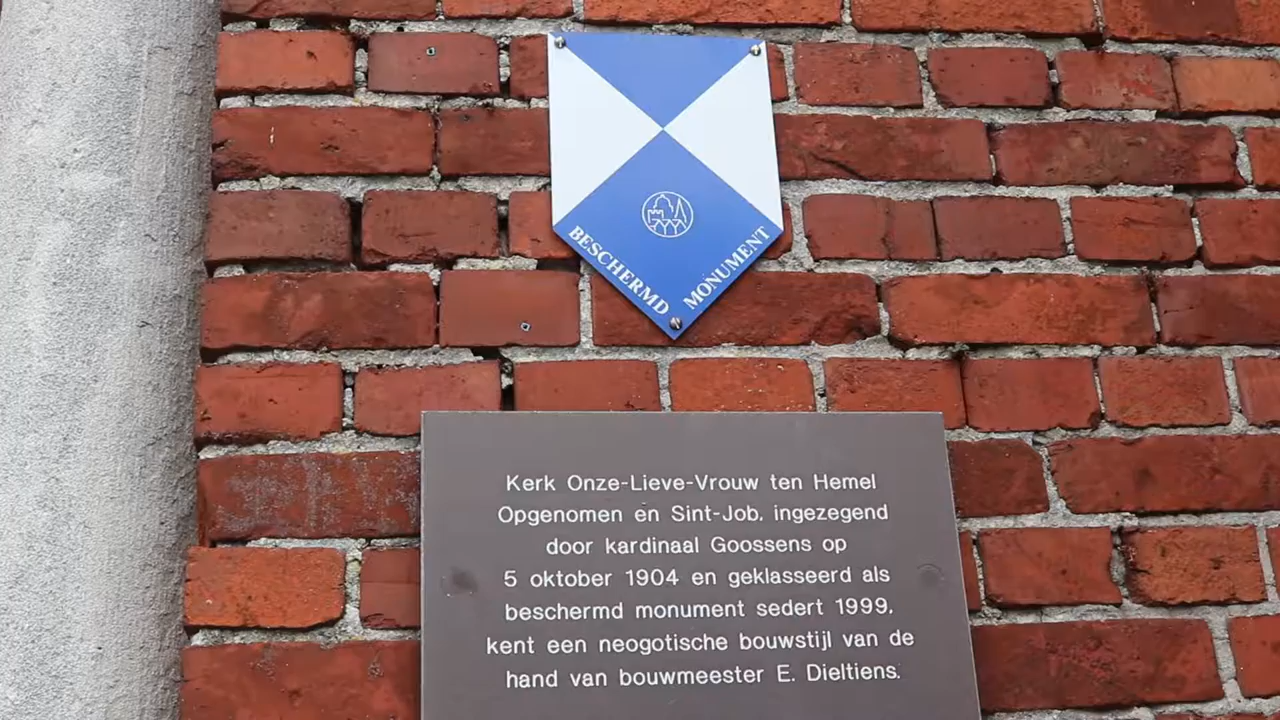 BESCHERMD MONUMENT
Kerk Onze-Lieve-Vrouw ten Hemel
Opgenomen en Sint-Job, ingezegend
door kardinaal Goossens op
5 oktober 1904 en geklasseerd als
beschermd monument sedert 1999,
kent een neogotische bouwstijl van de
hand van bouwmeester E. Dieltiens.